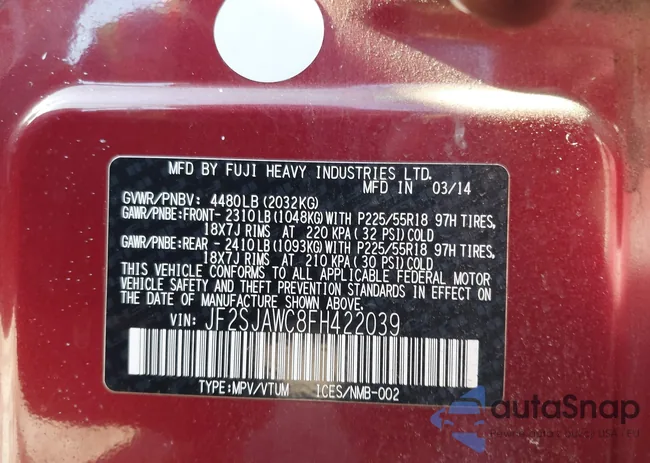 MFD BY FUJI HEAVY INDUSTRIES LTD.
MFD IN 03/14
GVWR/PNBV: 4480LB (2032KG)
GAWR/PNBE:FRONT- 2310LB (1048KG) WITH P225/55R18 97H TIRES,
18X7J RIMS AT 220 KPA ( 32 PSI) COLD
GAWR/PNBE:REAR - 2410LB (1093KG) WITH P225/55R18 97H TIRES,
18X7J RIMS AT 210 KPA ( 30 PSI) COLD
THIS VEHICLE CONFORMS TO ALL APPLICABLE FEDERAL MOTOR
VEHICLE SAFETY AND THEFT PREVENTION STANDARDS IN EFFECT ON
THE DATE OF MANUFACTURE SHOWN ABOVE.
VIN: JF2SJAWC8FH422039
TYPE:MPV/VTUM ICES/NMB-002
autoSnap